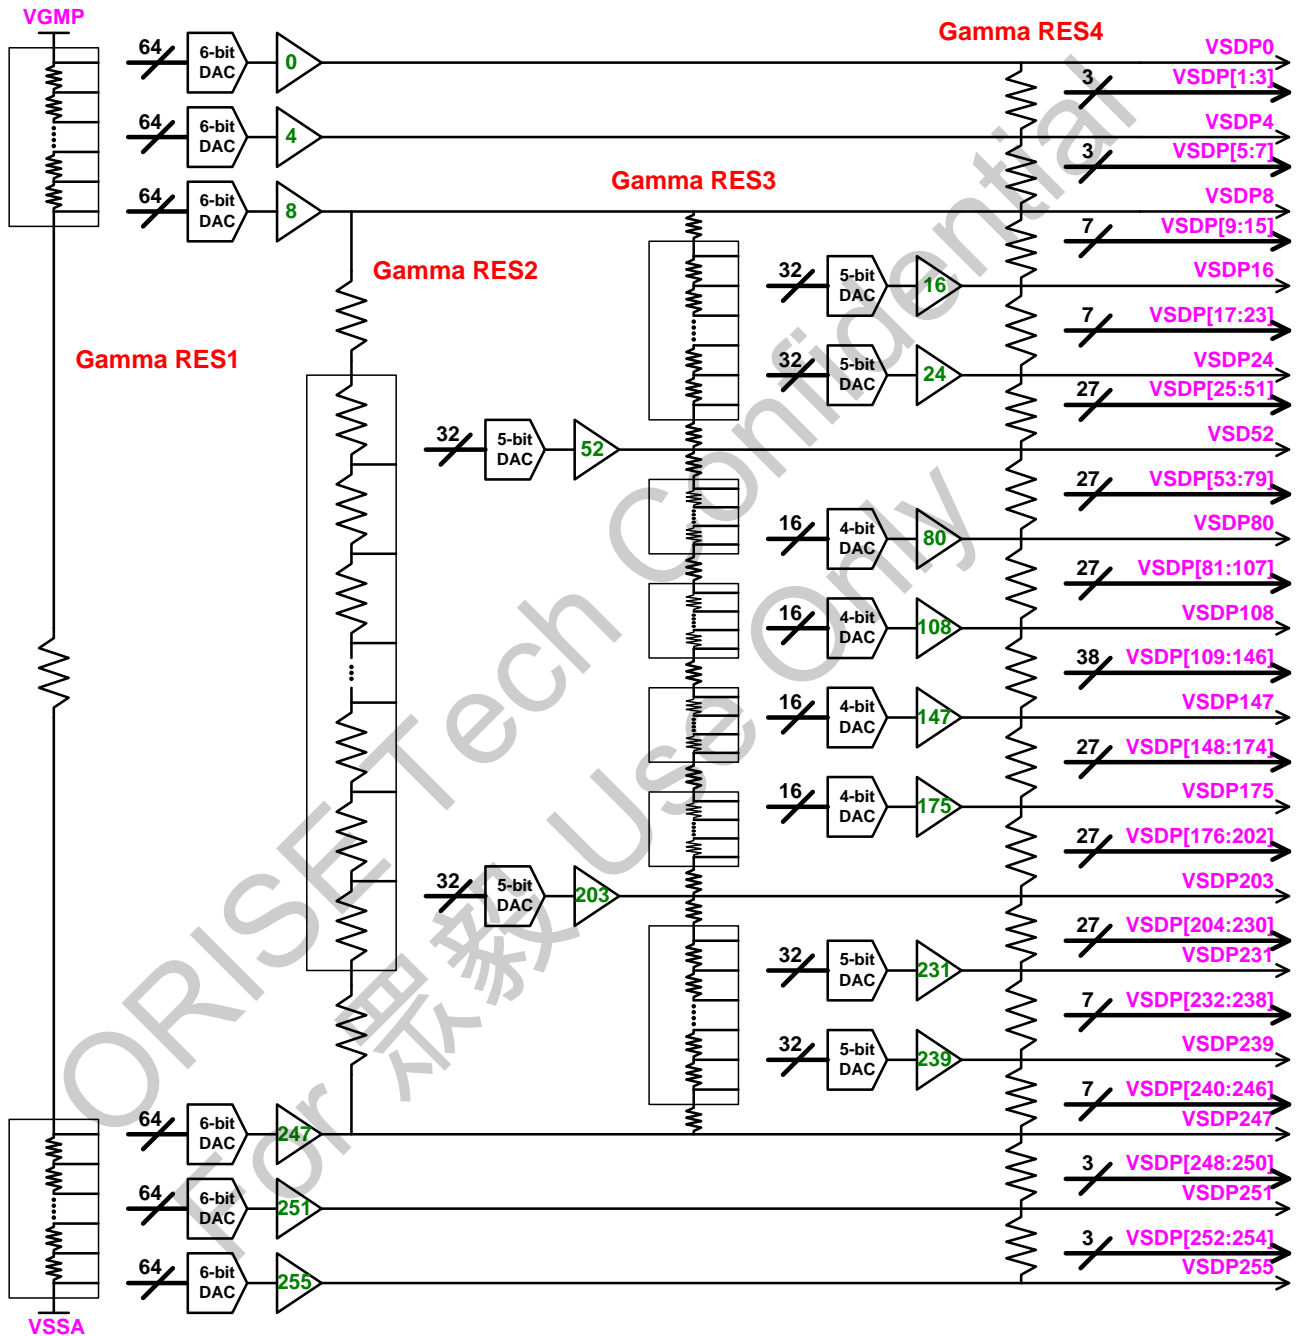 VGMP
Gamma RES4
64 6-bit DAC 0 VSDP0
3 VSDP[1:3]
64 6-bit DAC 4 VSDP4
3 VSDP[5:7]
Gamma RES3
64 6-bit DAC 8 VSDP8
7 VSDP[9:15]
Gamma RES2
32 5-bit DAC 16 VSDP16
7 VSDP[17:23]
Gamma RES1
32 5-bit DAC 24 VSDP24
27 VSDP[25:51]
32 5-bit DAC 52 VSD52
27 VSDP[53:79]
16 4-bit DAC 80 VSDP80
27 VSDP[81:107]
16 4-bit DAC 108 VSDP108
38 VSDP[109:146]
16 4-bit DAC 147 VSDP147
27 VSDP[148:174]
16 4-bit DAC 175 VSDP175
27 VSDP[176:202]
32 5-bit DAC 203 VSDP203
27 VSDP[204:230]
32 5-bit DAC 231 VSDP231
7 VSDP[232:238]
32 5-bit DAC 239 VSDP239
7 VSDP[240:246]
64 6-bit DAC 247 VSDP247
3 VSDP[248:250]
64 6-bit DAC 251 VSDP251
3 VSDP[252:254]
64 6-bit DAC 255 VSDP255
VSSA
ORISE Tech Confidential
For 眾毅 Use Only